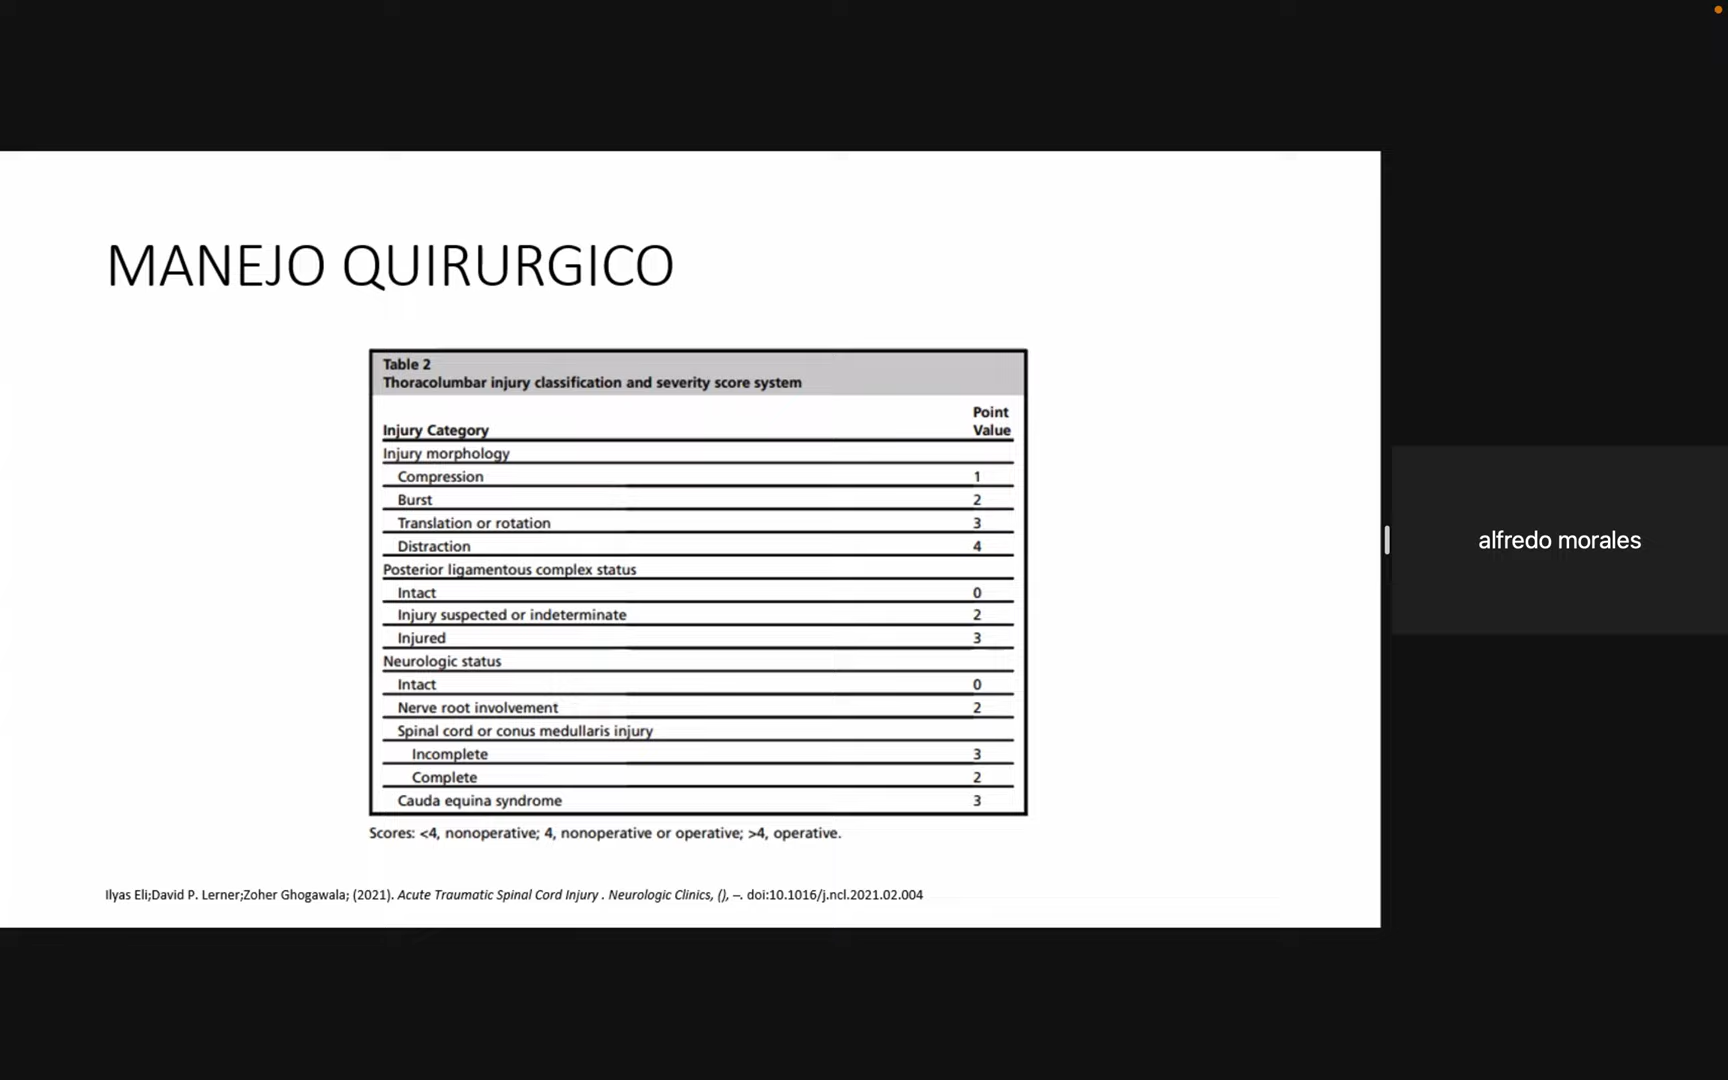 MANEJO QUIRURGICO
Table 2
Thoracolumbar injury classification and severity score system
Point
Injury Category Value
Injury morphology
Compression 1
Burst 2
Translation or rotation 3
Distraction 4
Posterior ligamentous complex status
Intact 0
Injury suspected or indeterminate 2
Injured 3
Neurologic status
Intact 0
Nerve root involvement 2
Spinal cord or conus medullaris injury
Incomplete 3
Complete 2
Cauda equina syndrome 3
Scores: <4, nonoperative; 4, nonoperative or operative; >4, operative.
Ilyas Eli;David P. Lerner;Zoher Ghogawala; (2021). Acute Traumatic Spinal Cord Injury . Neurologic Clinics, (), –. doi:10.1016/j.ncl.2021.02.004
alfredo morales